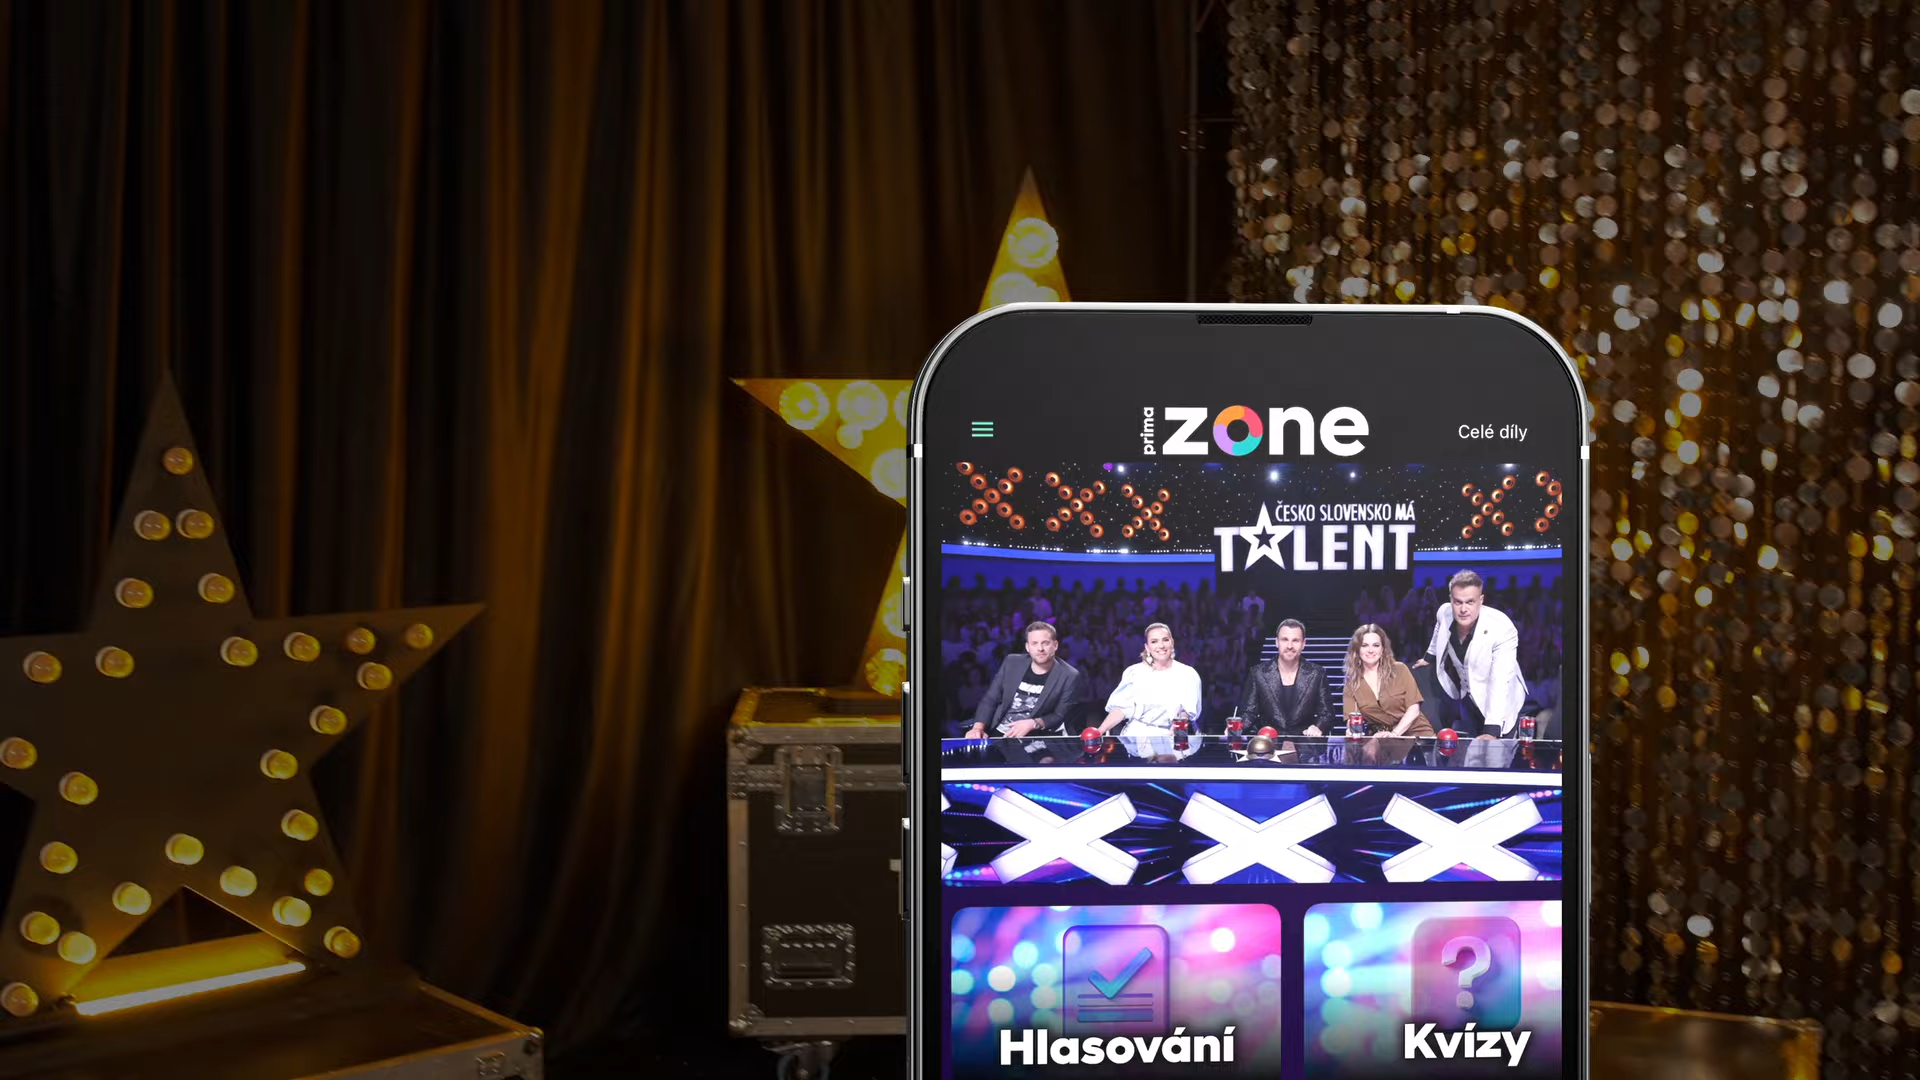 prima zone
Celé díly
ČESKO SLOVENSKO MÁ
TALENT
Hlasování
Kvízy